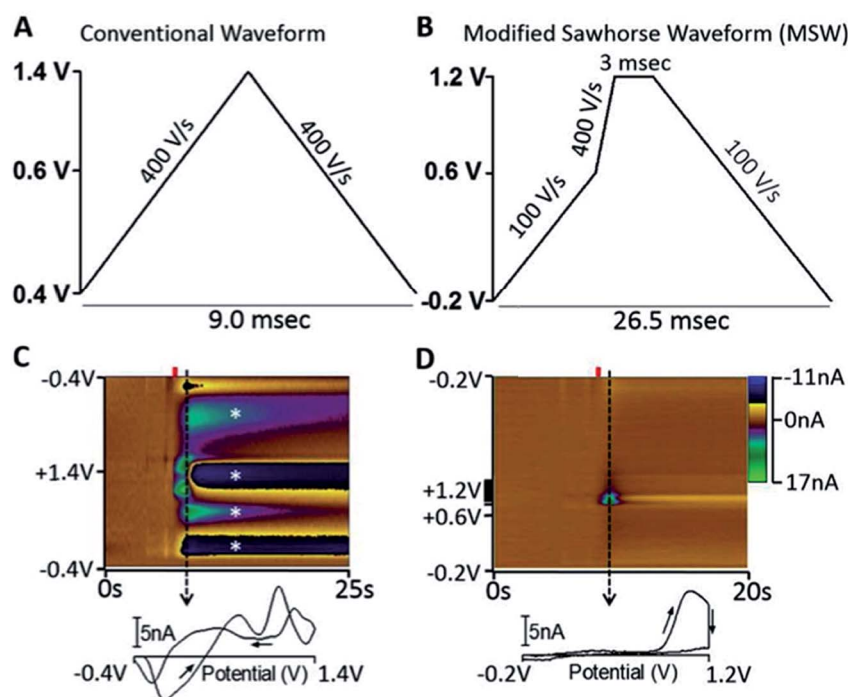 A Conventional Waveform
1.4 V
0.6 V
0.4 V
400 V/s
400 V/s
9.0 msec
B Modified Sawhorse Waveform (MSW)
3 msec
1.2 V
0.6 V
-0.2 V
100 V/s
400 V/s
100 V/s
26.5 msec
C
-0.4V
+1.4V
-0.4V
*
*
*
*
0s
25s
5nA
-0.4V
Potential (V)
1.4V
D
-0.2V
+1.2V
+0.6V
-0.2V
-11nA
0nA
17nA
0s
20s
5nA
-0.2V
Potential (V)
1.2V